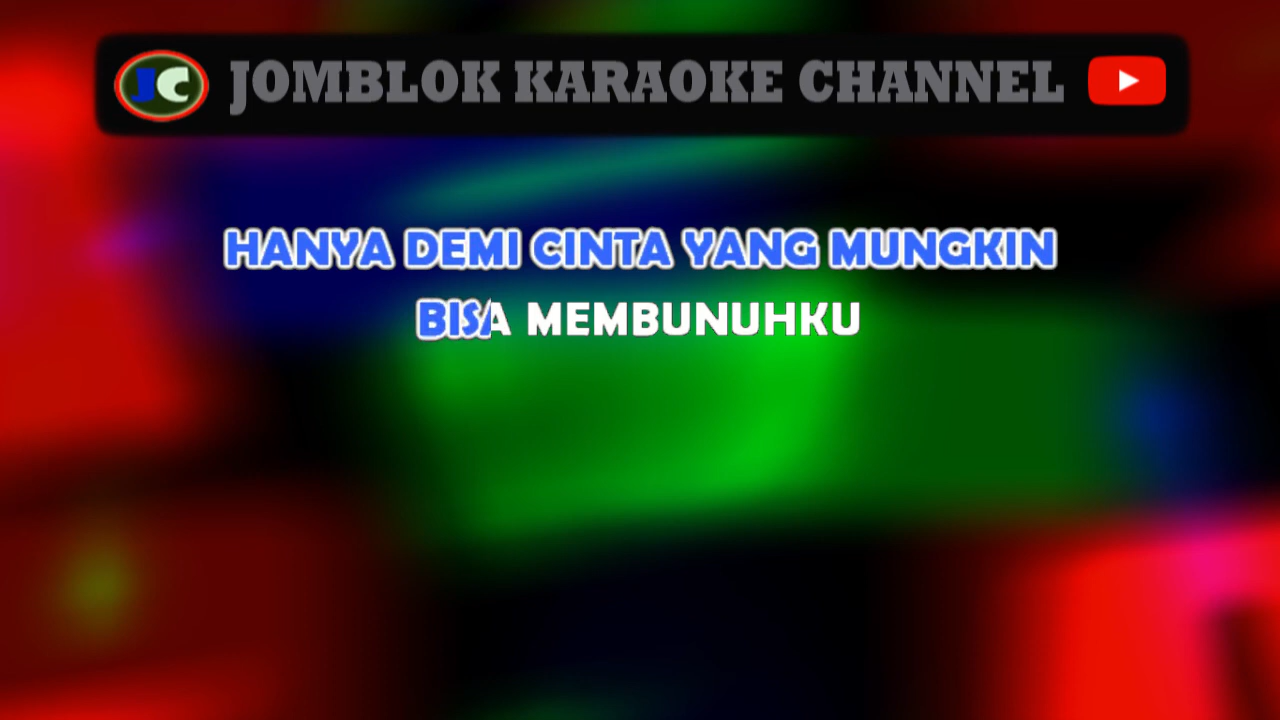 JC JOMBLOK KARAOKE CHANNEL
HANYA DEMI CINTA YANG MUNGKIN
BISA MEMBUNUHKU